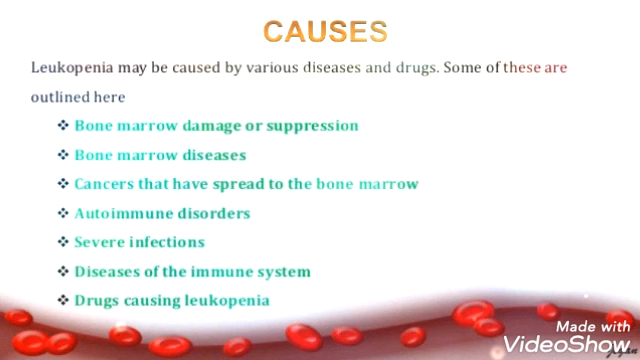 CAUSES
Leukopenia may be caused by various diseases and drugs. Some of these are
outlined here
❖ Bone marrow damage or suppression
❖ Bone marrow diseases
❖ Cancers that have spread to the bone marrow
❖ Autoimmune disorders
❖ Severe infections
❖ Diseases of the immune system
❖ Drugs causing leukopenia
Made with
VideoShow